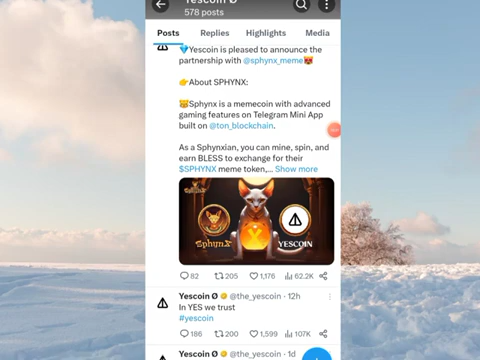 Yescoin Ø
578 posts
Posts Replies Highlights Media
Yescoin is pleased to announce the
partnership with @sphynx_meme
About SPHYNX:
Sphynx is a memecoin with advanced
gaming features on Telegram Mini App
built on @ton_blockchain.
As a Sphynxian, you can mine, spin, and
earn BLESS to exchange for their
$SPHYNX meme token,... Show more
SphynX
YESCOIN
82 205 1,176 62.2K
Yescoin Ø @the_yescoin · 12h
In YES we trust
#yescoin
186 200 1,599 107K
Yescoin Ø @the_yescoin · 1d